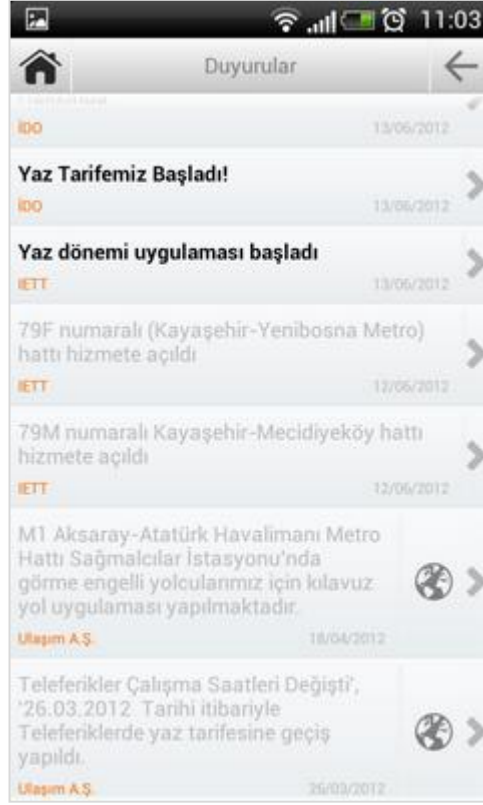 11:03
Duyurular
İDO
13/06/2012
Yaz Tarifemiz Başladı!
İDO
13/06/2012
Yaz dönemi uygulaması başladı
IETT
13/06/2012
79F numaralı (Kayaşehir-Yenibosna Metro)
hattı hizmete açıldı
IETT
12/06/2012
79M numaralı Kayaşehir-Mecidiyeköy hattı
hizmete açıldı
IETT
12/06/2012
M1 Aksaray-Atatürk Havalimanı Metro
Hattı Sağmalcılar İstasyonu'nda
görme engelli yolcularımız için kılavuz
yol uygulaması yapılmaktadır.
Ulaşım A.Ş.
18/04/2012
Teleferikler Çalışma Saatleri Değişti',
'26.03.2012 Tarihi itibariyle
Teleferiklerde yaz tarifesine geçiş
yapıldı.
Ulaşım A.Ş.
26/03/2012